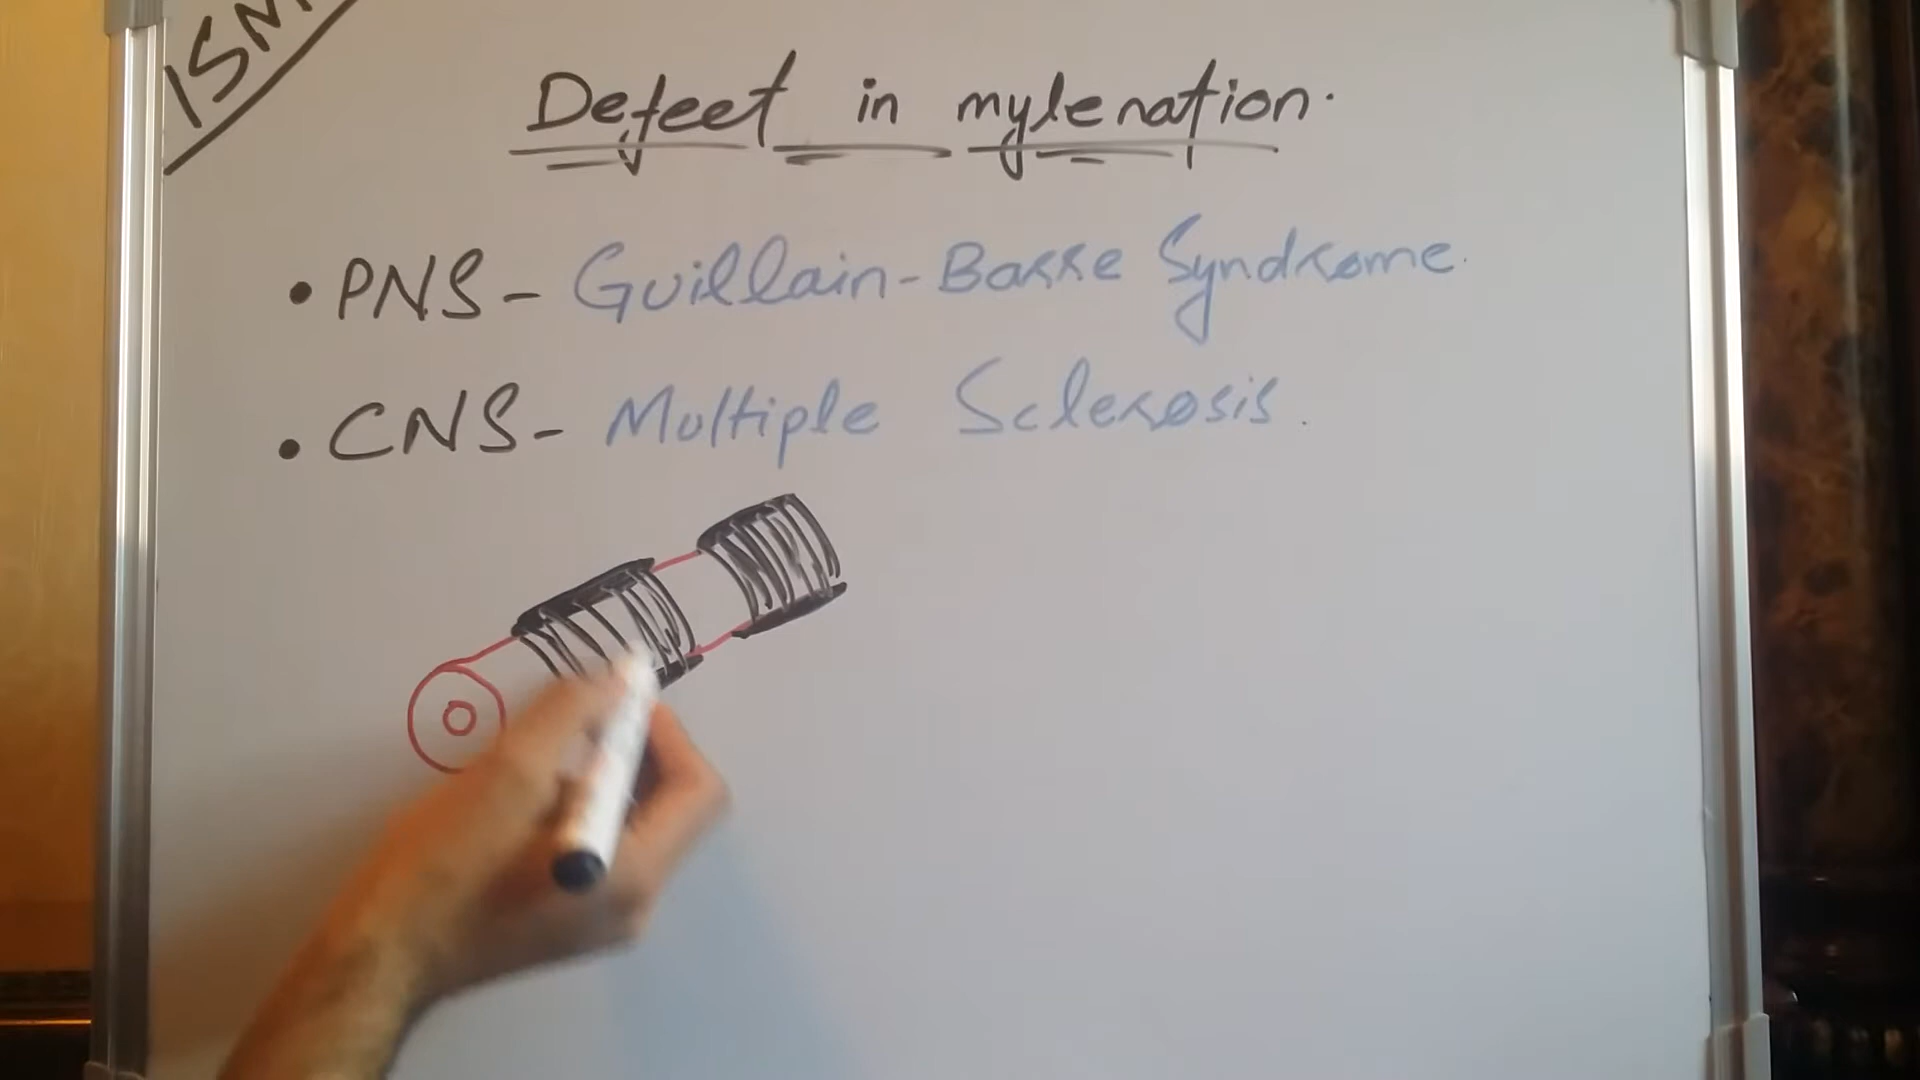 Defect in mylenation.
• PNS - Guillain-Barre Syndrome.
• CNS - Multiple Sclerosis.